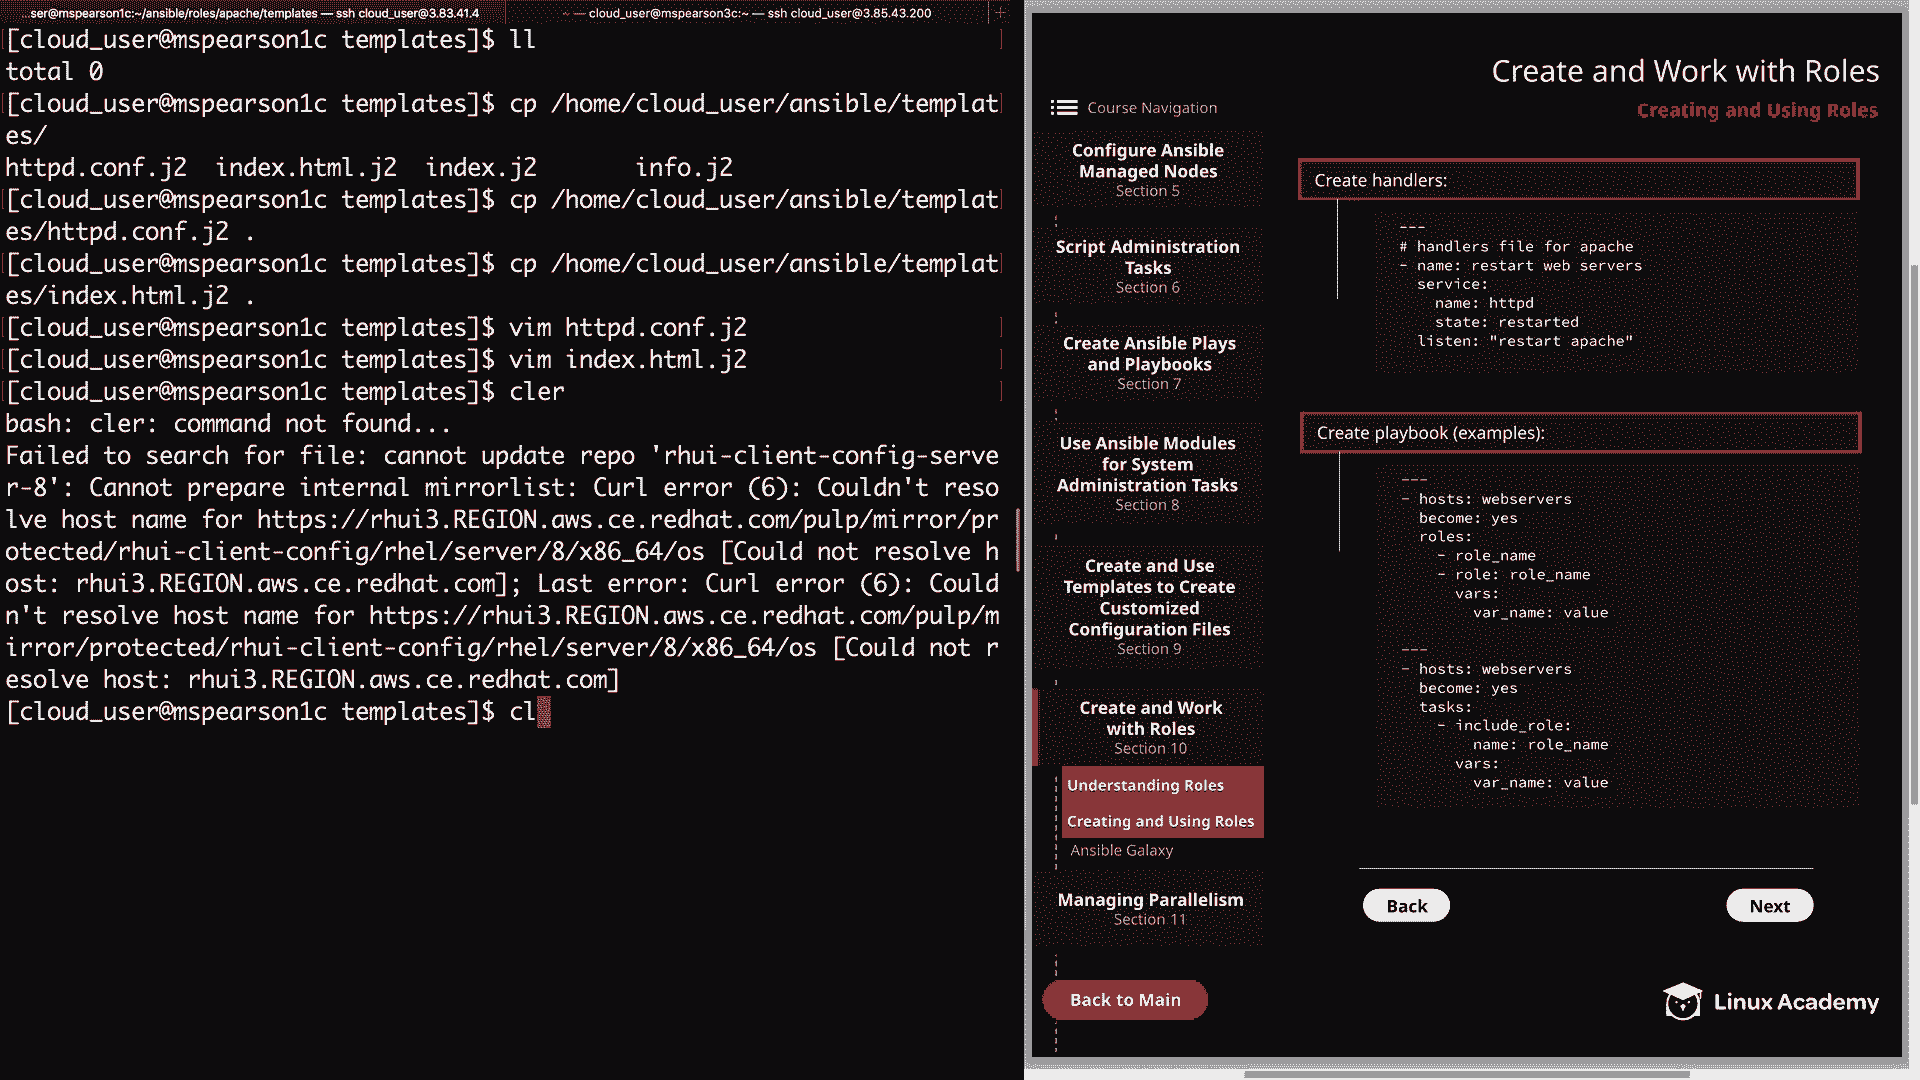 ...ser@mspearson1c:~/ansible/roles/apache/templates — ssh cloud_user@3.83.41.4
~ — cloud_user@mspearson3c:~ — ssh cloud_user@3.85.43.200
+
[cloud_user@mspearson1c templates]$ ll
total 0
[cloud_user@mspearson1c templates]$ cp /home/cloud_user/ansible/templat
es/
httpd.conf.j2  index.html.j2  index.j2       info.j2
[cloud_user@mspearson1c templates]$ cp /home/cloud_user/ansible/templat
es/httpd.conf.j2 .
[cloud_user@mspearson1c templates]$ cp /home/cloud_user/ansible/templat
es/index.html.j2 .
[cloud_user@mspearson1c templates]$ vim httpd.conf.j2
[cloud_user@mspearson1c templates]$ vim index.html.j2
[cloud_user@mspearson1c templates]$ cler
bash: cler: command not found...
Failed to search for file: cannot update repo 'rhui-client-config-serve
r-8': Cannot prepare internal mirrorlist: Curl error (6): Couldn't reso
lve host name for https://rhui3.REGION.aws.ce.redhat.com/pulp/mirror/pr
otected/rhui-client-config/rhel/server/8/x86_64/os [Could not resolve h
ost: rhui3.REGION.aws.ce.redhat.com]; Last error: Curl error (6): Could
n't resolve host name for https://rhui3.REGION.aws.ce.redhat.com/pulp/m
irror/protected/rhui-client-config/rhel/server/8/x86_64/os [Could not r
esolve host: rhui3.REGION.aws.ce.redhat.com]
[cloud_user@mspearson1c templates]$ cl
Create and Work with Roles
Creating and Using Roles
Course Navigation
Configure Ansible
Managed Nodes
Section 5
Script Administration
Tasks
Section 6
Create Ansible Plays
and Playbooks
Section 7
Use Ansible Modules
for System
Administration Tasks
Section 8
Create and Use
Templates to Create
Customized
Configuration Files
Section 9
Create and Work
with Roles
Section 10
Understanding Roles
Creating and Using Roles
Ansible Galaxy
Managing Parallelism
Section 11
Back to Main
Create handlers:
---
# handlers file for apache
- name: restart web servers
  service:
    name: httpd
    state: restarted
  listen: "restart apache"
Create playbook (examples):
---
- hosts: webservers
  become: yes
  roles:
    - role_name
    - role: role_name
      vars:
        var_name: value
---
- hosts: webservers
  become: yes
  tasks:
    - include_role:
        name: role_name
      vars:
        var_name: value
Back
Next
Linux Academy